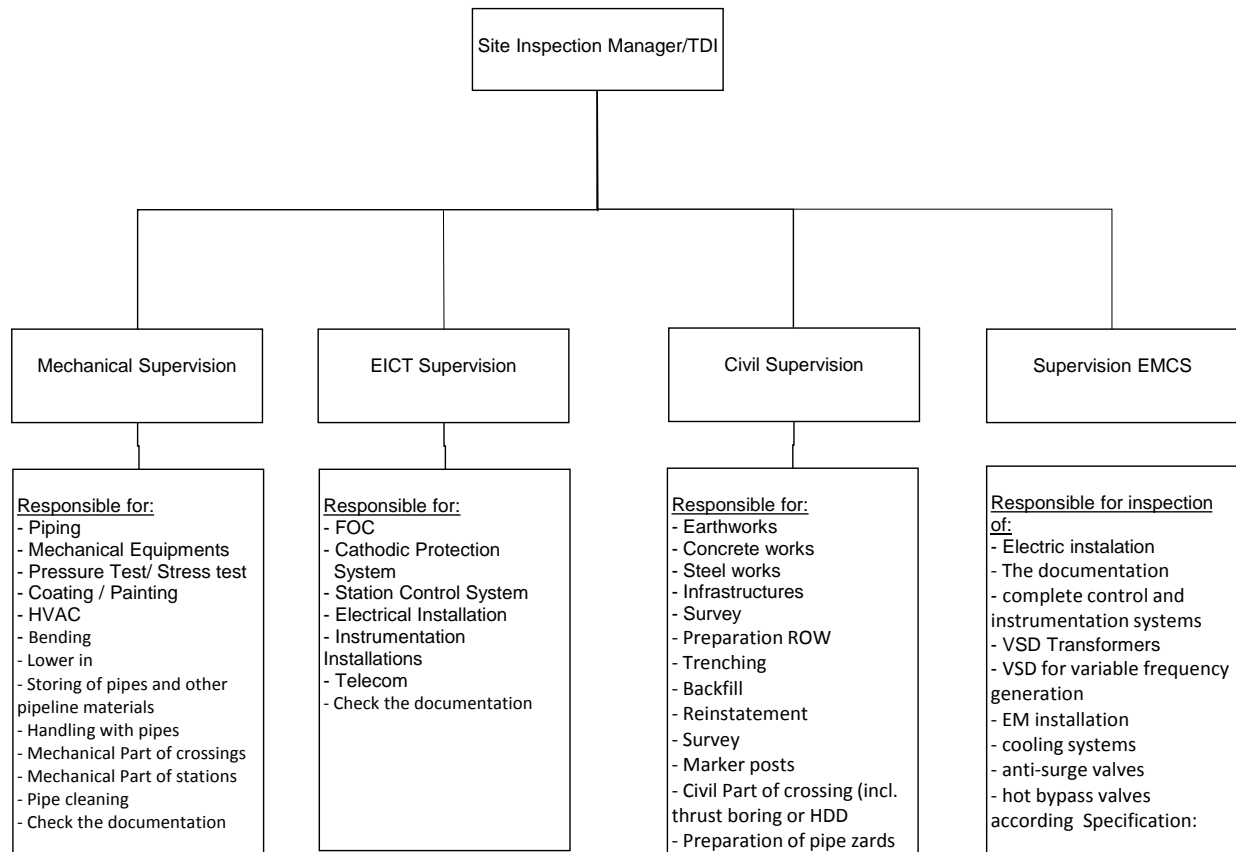 Site Inspection Manager/TDI
Mechanical Supervision
EICT Supervision
Civil Supervision
Supervision EMCS
Responsible for:
- Piping
- Mechanical Equipments
- Pressure Test/ Stress test
- Coating / Painting
- HVAC
- Bending
- Lower in
- Storing of pipes and other
pipeline materials
- Handling with pipes
- Mechanical Part of crossings
- Mechanical Part of stations
- Pipe cleaning
- Check the documentation
Responsible for:
- FOC
- Cathodic Protection
System
- Station Control System
- Electrical Installation
- Instrumentation
Installations
- Telecom
- Check the documentation
Responsible for:
- Earthworks
- Concrete works
- Steel works
- Infrastructures
- Survey
- Preparation ROW
- Trenching
- Backfill
- Reinstatement
- Survey
- Marker posts
- Civil Part of crossing (incl.
thrust boring or HDD
- Preparation of pipe zards
Responsible for inspection
of:
- Electric instalation
- The documentation
- complete control and
instrumentation systems
- VSD Transformers
- VSD for variable frequency
generation
- EM installation
- cooling systems
- anti-surge valves
- hot bypass valves
according Specification: